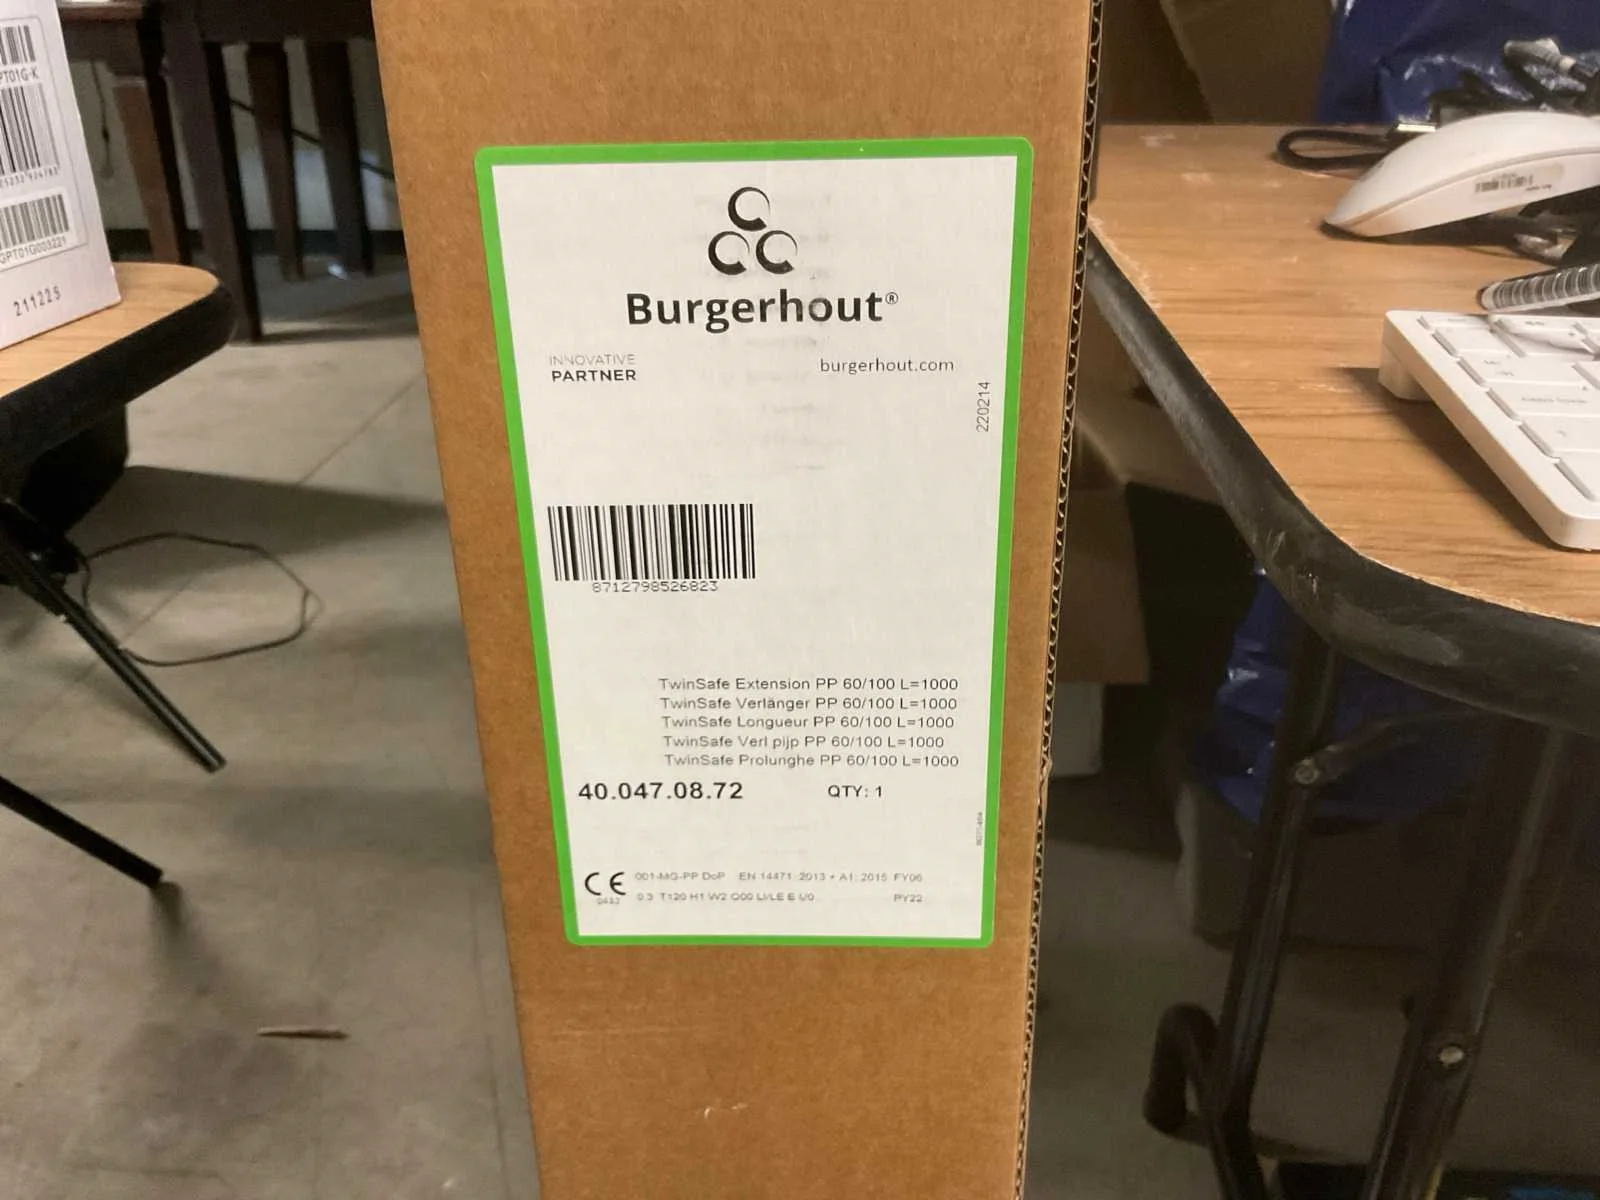 PT01G-K
GPT01G003221
211225
Burgerhout®
INNOVATIVE
PARTNER
burgerhout.com
220214
8712798526823
TwinSafe Extension PP 60/100 L=1000
TwinSafe Verlänger PP 60/100 L=1000
TwinSafe Longueur PP 60/100 L=1000
TwinSafe Verl pijp PP 60/100 L=1000
TwinSafe Prolunghe PP 60/100 L=1000
40.047.08.72 QTY: 1
CE 001-MG-PP DoP EN 14471: 2013 + A1: 2015 FY06
T120 H1 W2 O00 LI/LE E U0 PY22